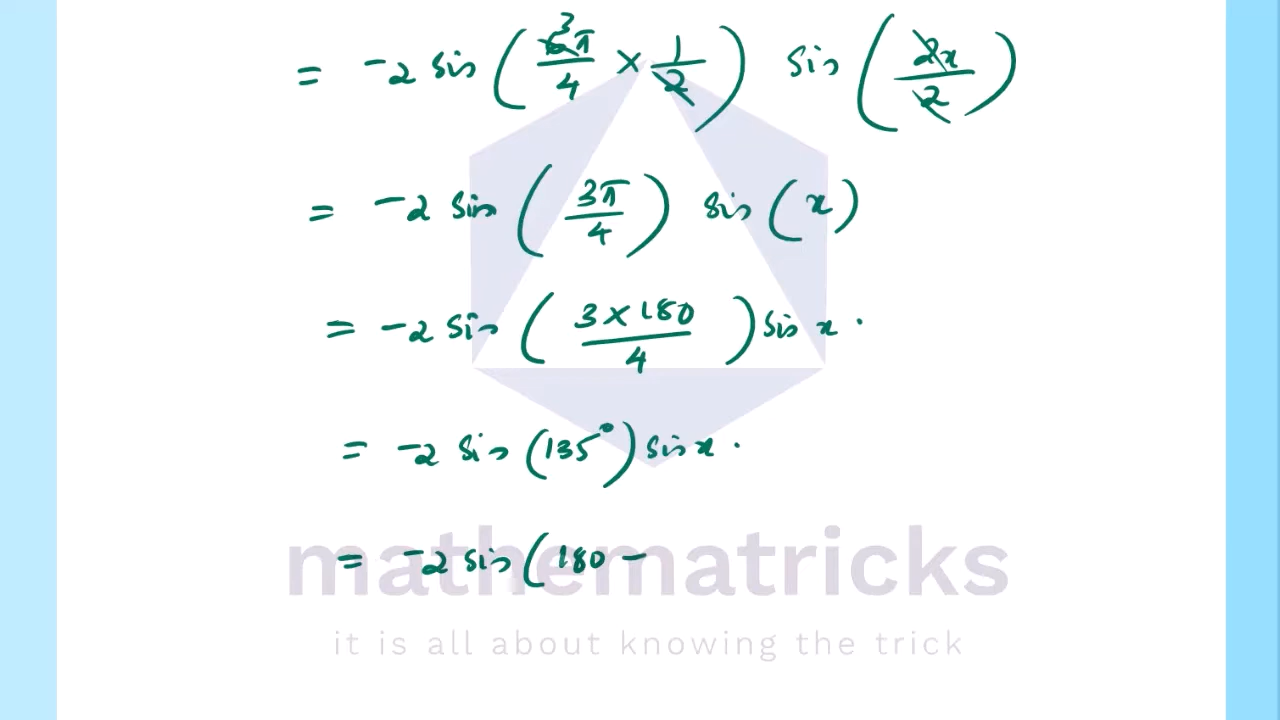 = -2 sin (6̶ 3π/4 × 1/2) sin (2x/2)
= -2 sin (3π/4) sin (x)
= -2 sin (3 × 180/4) sin x .
= -2 sin (135°) sin x .
= -2 sin (180 -
mathematricks
it is all about knowing the trick